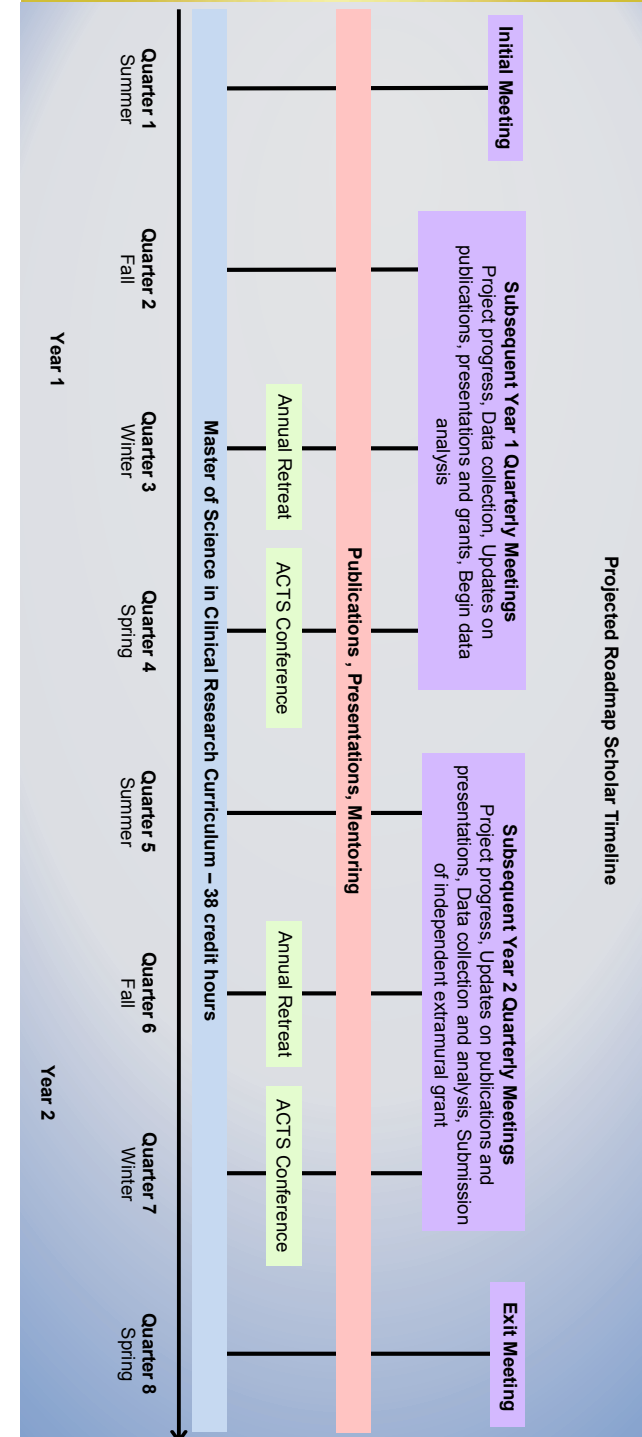 Projected Roadmap Scholar Timeline
Initial Meeting
Subsequent Year 1 Quarterly Meetings
Project progress, Data collection, Updates on
publications, presentations and grants, Begin data
analysis
Subsequent Year 2 Quarterly Meetings
Project progress, Updates on publications and
presentations, Data collection and analysis, Submission
of independent extramural grant
Exit Meeting
Publications , Presentations, Mentoring
Annual Retreat
ACTS Conference
Annual Retreat
ACTS Conference
Master of Science in Clinical Research Curriculum – 38 credit hours
Quarter 1
Summer
Quarter 2
Fall
Quarter 3
Winter
Quarter 4
Spring
Quarter 5
Summer
Quarter 6
Fall
Quarter 7
Winter
Quarter 8
Spring
Year 1
Year 2